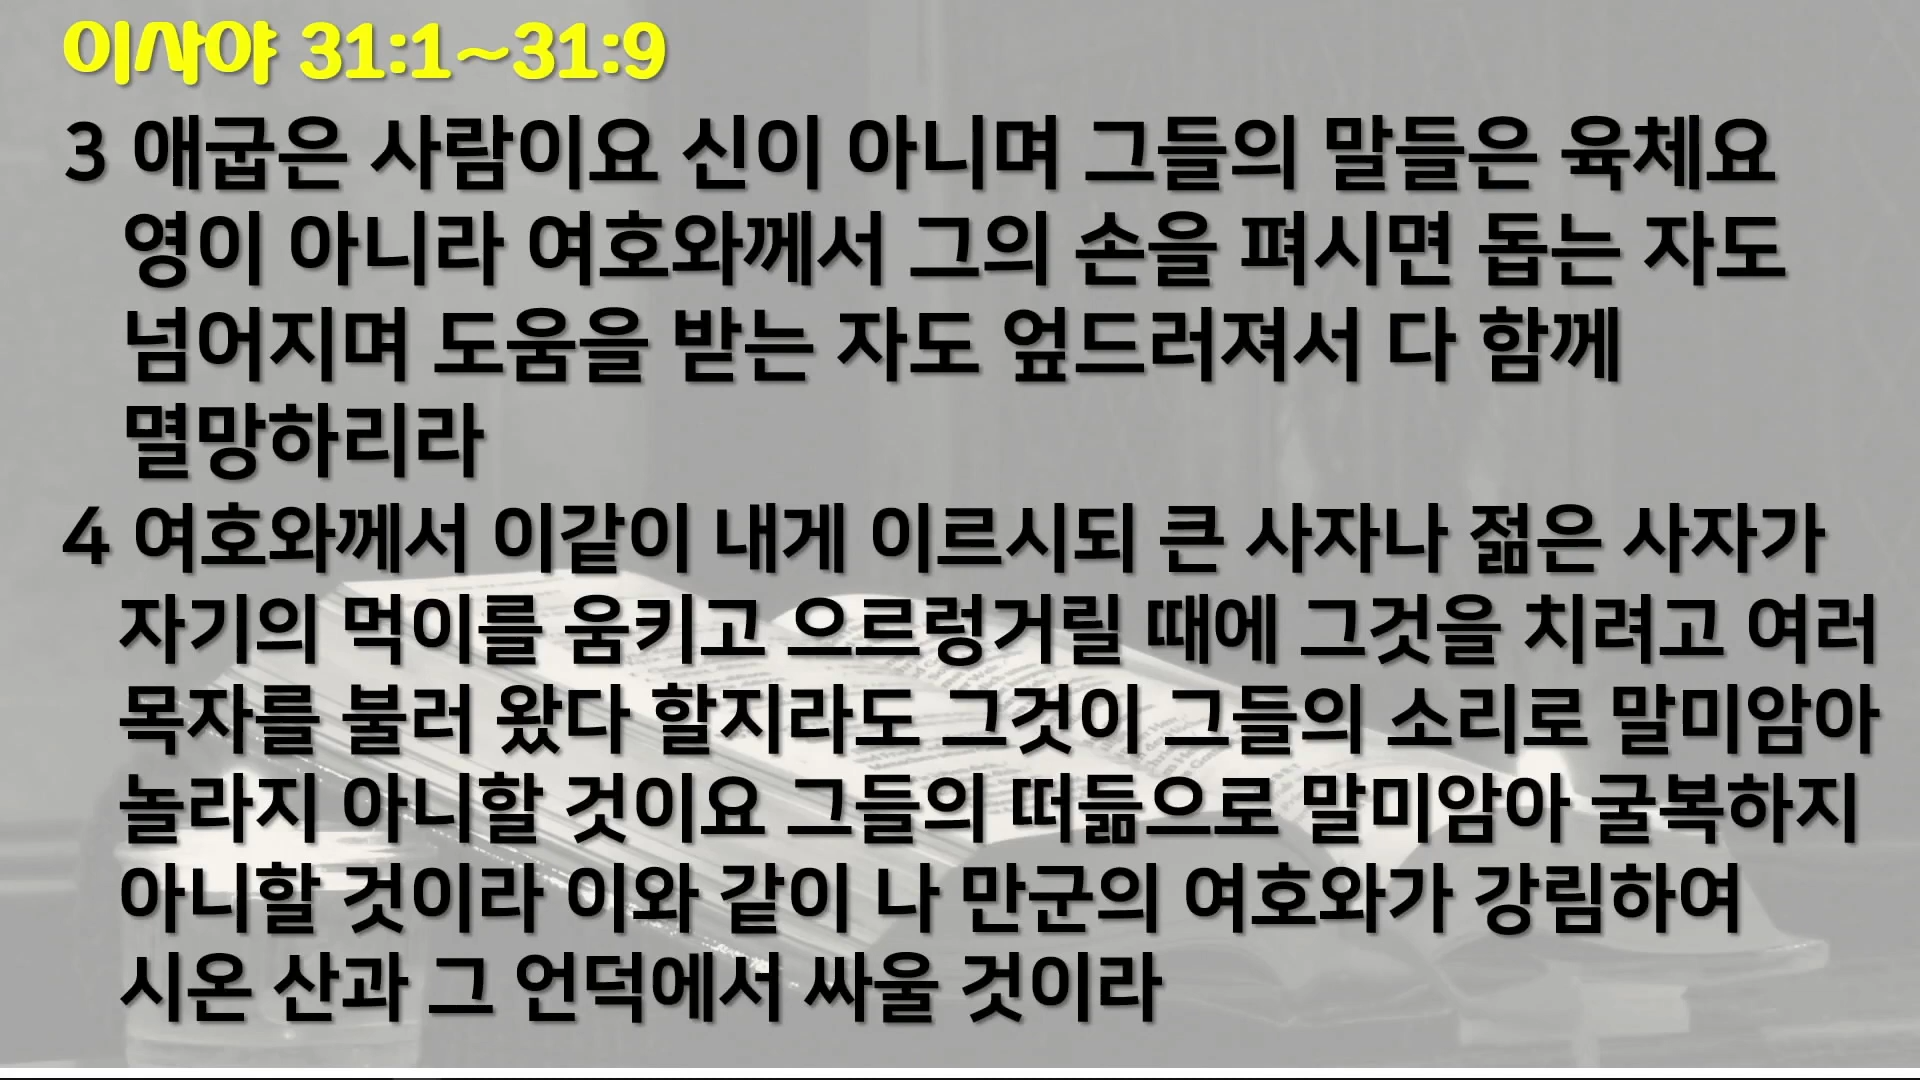 이사야 31:1~31:9
3 애굽은 사람이요 신이 아니며 그들의 말들은 육체요
영이 아니라 여호와께서 그의 손을 펴시면 돕는 자도
넘어지며 도움을 받는 자도 엎드러져서 다 함께
멸망하리라
4 여호와께서 이같이 내게 이르시되 큰 사자나 젊은 사자가
자기의 먹이를 움키고 으르렁거릴 때에 그것을 치려고 여러
목자를 불러 왔다 할지라도 그것이 그들의 소리로 말미암아
놀라지 아니할 것이요 그들의 떠듦으로 말미암아 굴복하지
아니할 것이라 이와 같이 나 만군의 여호와가 강림하여
시온 산과 그 언덕에서 싸울 것이라